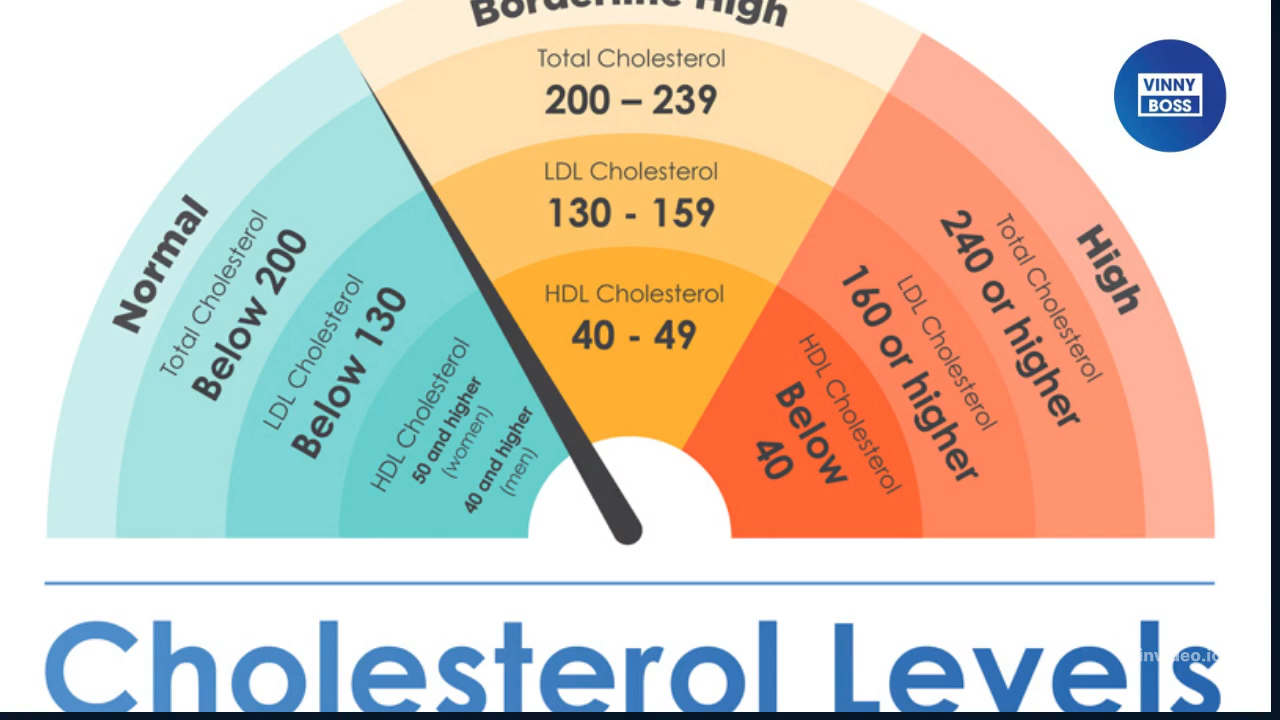 Borderline High
Total Cholesterol
200 – 239
LDL Cholesterol
130 - 159
HDL Cholesterol
40 - 49
Normal
Total Cholesterol
Below 200
LDL Cholesterol
Below 130
HDL Cholesterol
50 and higher
(women)
40 and higher
(men)
High
Total Cholesterol
240 or higher
LDL Cholesterol
160 or higher
HDL Cholesterol
Below
40
VINNY
BOSS
Cholesterol Levels
invideo.io